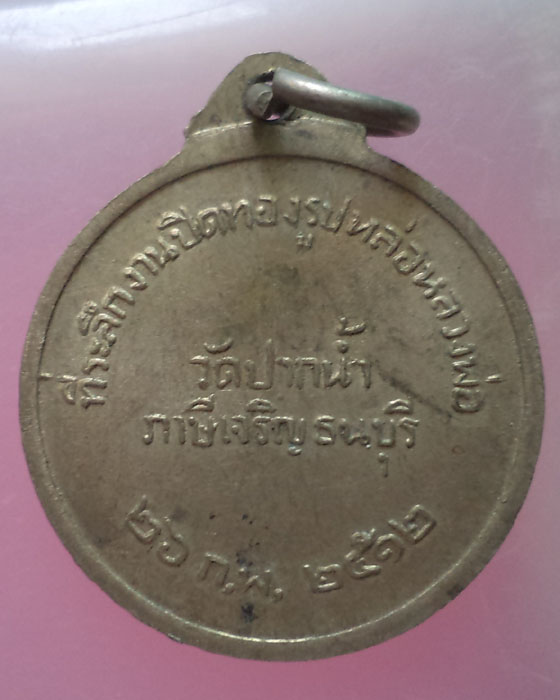 ที่ระลึกงานปิดทองรูปหล่อหลวงพ่อ
วัดปากน้ำ
ภาษีเจริญ ธนบุรี
๒๖ ก.พ. ๒๕๑๒